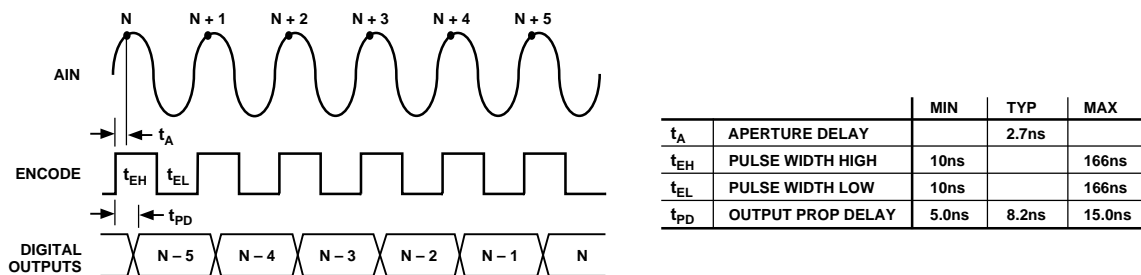 N N + 1 N + 2 N + 3 N + 4 N + 5
AIN
tA
ENCODE
tEH tEL
tPD
DIGITAL OUTPUTS
N – 5 N – 4 N – 3 N – 2 N – 1 N
MIN TYP MAX
tA APERTURE DELAY 2.7ns
tEH PULSE WIDTH HIGH 10ns 166ns
tEL PULSE WIDTH LOW 10ns 166ns
tPD OUTPUT PROP DELAY 5.0ns 8.2ns 15.0ns